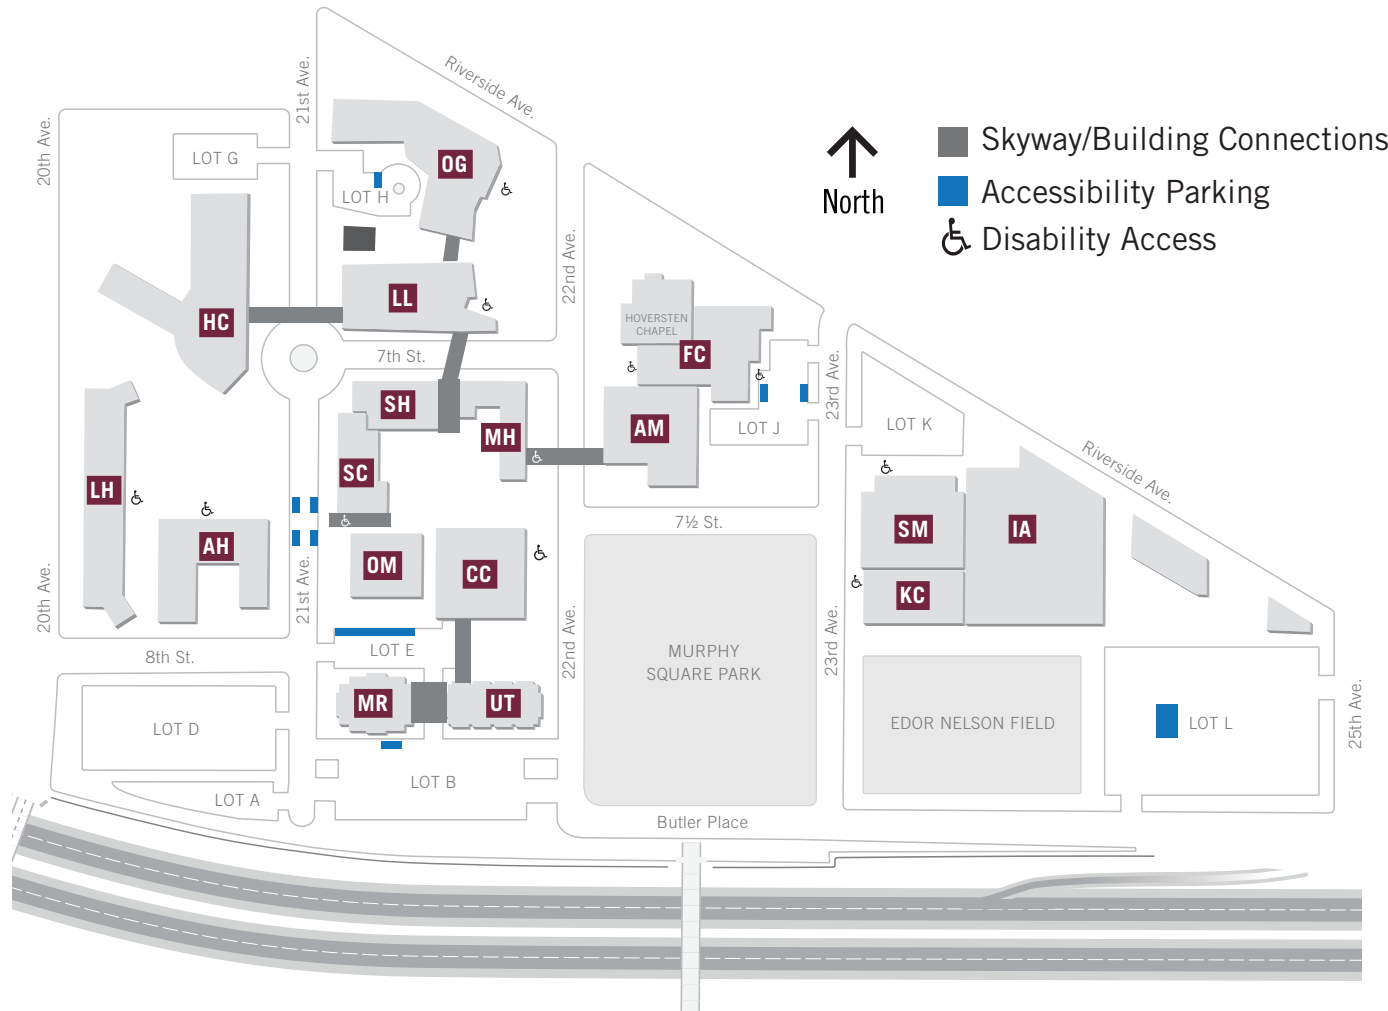 Riverside Ave.
21st Ave.
20th Ave.
LOT G
OG
LOT H
North
Skyway/Building Connections
Accessibility Parking
Disability Access
22nd Ave.
LL
HC
HOVERSTEN
CHAPEL
FC
7th St.
23rd Ave.
SH
MH
AM
LOT J
LOT K
Riverside Ave.
SC
LH
AH
7½ St.
SM
IA
OM
CC
KC
20th Ave.
21st Ave.
22nd Ave.
23rd Ave.
8th St.
LOT E
MURPHY
SQUARE PARK
MR
UT
LOT D
EDOR NELSON FIELD
LOT L
25th Ave.
LOT B
LOT A
Butler Place